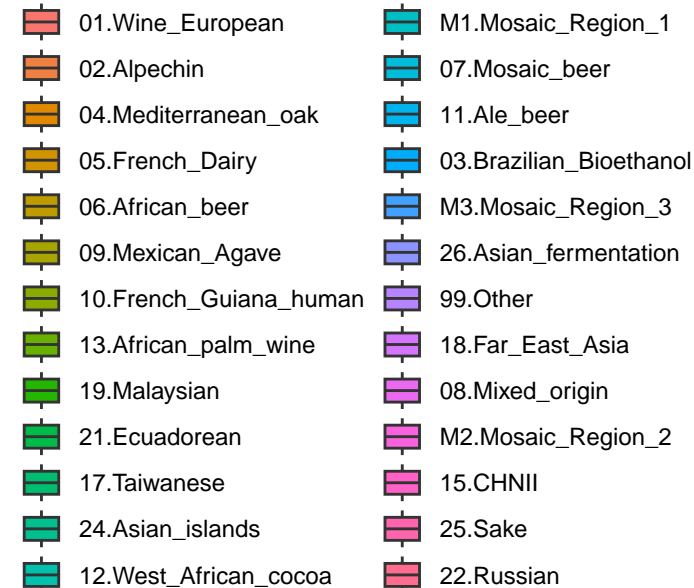 01.Wine_European
02.Alpechin
04.Mediterranean_oak
05.French_Dairy
06.African_beer
09.Mexican_Agave
10.French_Guiana_human
13.African_palm_wine
19.Malaysian
21.Ecuadorean
17.Taiwanese
24.Asian_islands
12.West_African_cocoa
M1.Mosaic_Region_1
07.Mosaic_beer
11.Ale_beer
03.Brazilian_Bioethanol
M3.Mosaic_Region_3
26.Asian_fermentation
99.Other
18.Far_East_Asia
08.Mixed_origin
M2.Mosaic_Region_2
15.CHNII
25.Sake
22.Russian